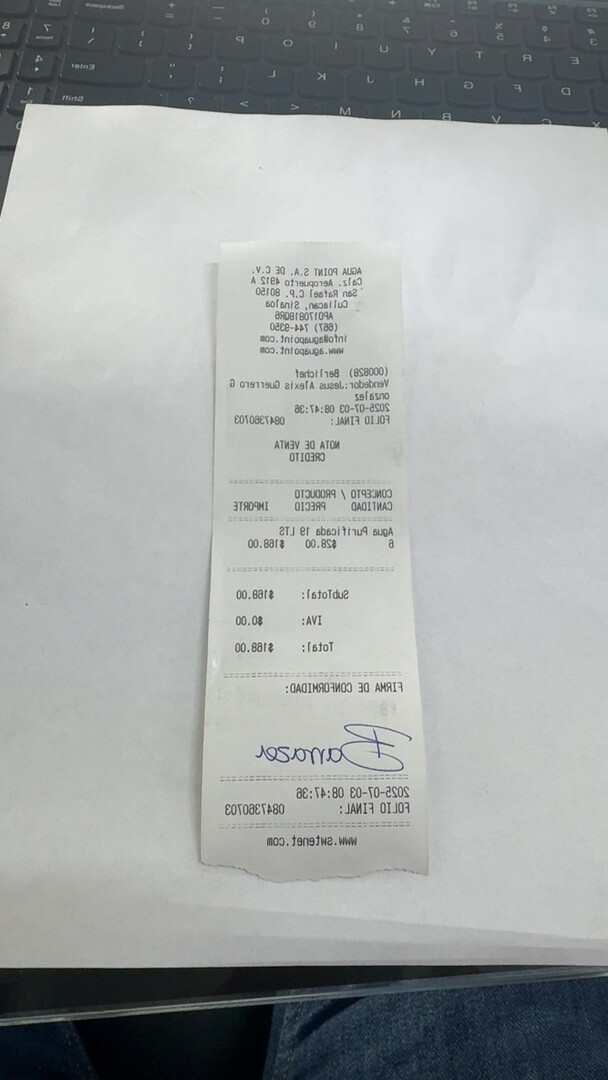 AGUA POINT S.A. DE C.V.
Calz. Aeropuerto 4912 A
San Rafael C.P. 80150
Culiacan, Sinaloa
APO170818QR6
(667) 744-9350
info@aguapoint.com
www.aguapoint.com
(000828) Berlichef
Vendedor:Jesus Alexis Guerrero G
onzalez
2025-07-03 08:47:36
FOLIO FINAL: 0847360703
NOTA DE VENTA
CREDITO
CONCEPTO / PRODUCTO
CANTIDAD PRECIO IMPORTE
Agua Purificada 19 LTS
6 $28.00 $168.00
SubTotal: $168.00
IVA: $0.00
Total: $168.00
FIRMA DE CONFORMIDAD:
2025-07-03 08:47:36
FOLIO FINAL: 0847360703
www.swtenet.com